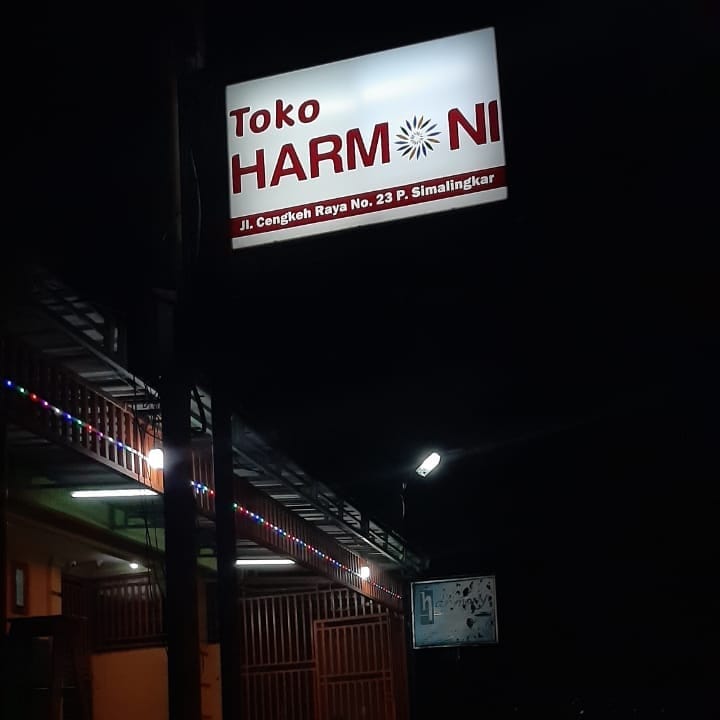 Toko
HARMONI
Jl. Cengkeh Raya No. 23 P. Simalingkar